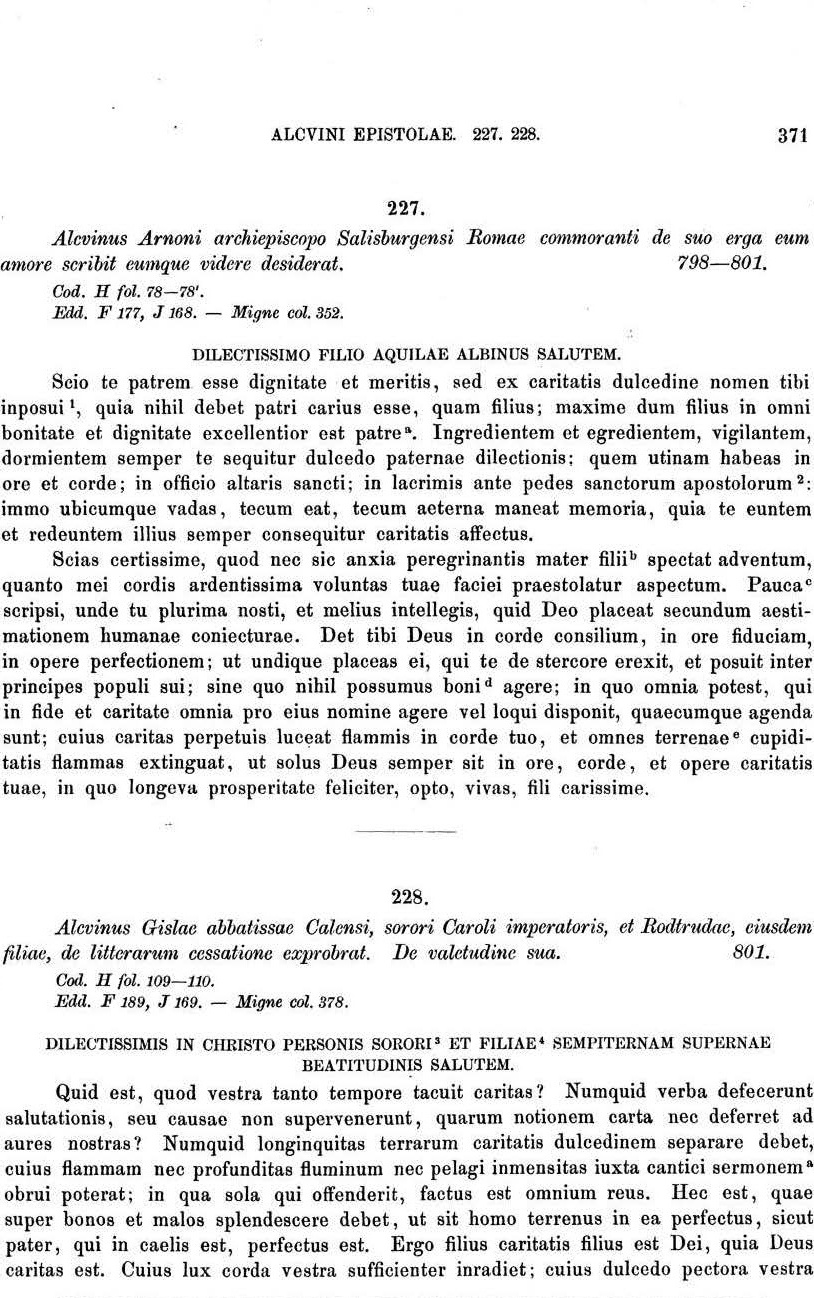 ALCVINI EPISTOLAE. 227. 228. 371
227.
Alcvinus Arnoni archiepiscopo Salisburgensi Romae commoranti de suo erga eum
amore scribit eumque videre desiderat. 798—801.
Cod. H fol. 78—78'.
Edd. F 177, J 168. — Migne col. 352.
DILECTISSIMO FILIO AQUILAE ALBINUS SALUTEM.
Scio te patrem esse dignitate et meritis, sed ex caritatis dulcedine nomen tibi
inposui ¹, quia nihil debet patri carius esse, quam filius; maxime dum filius in omni
bonitate et dignitate excellentior est patre ᵃ. Ingredientem et egredientem, vigilantem,
dormientem semper te sequitur dulcedo paternae dilectionis; quem utinam habeas in
ore et corde; in officio altaris sancti; in lacrimis ante pedes sanctorum apostolorum ²:
immo ubicumque vadas, tecum eat, tecum aeterna maneat memoria, quia te euntem
et redeuntem illius semper consequitur caritatis affectus.
Scias certissime, quod nec sic anxia peregrinantis mater filii ᵇ spectat adventum,
quanto mei cordis ardentissima voluntas tuae faciei praestolatur aspectum. Pauca ᶜ
scripsi, unde tu plurima nosti, et melius intellegis, quid Deo placeat secundum aesti-
mationem humanae coniecturae. Det tibi Deus in corde consilium, in ore fiduciam,
in opere perfectionem; ut undique placeas ei, qui te de stercore erexit, et posuit inter
principes populi sui; sine quo nihil possumus boni ᵈ agere; in quo omnia potest, qui
in fide et caritate omnia pro eius nomine agere vel loqui disponit, quaecumque agenda
sunt; cuius caritas perpetuis luceat flammis in corde tuo, et omnes terrenae ᵉ cupidi-
tatis flammas extinguat, ut solus Deus semper sit in ore, corde, et opere caritatis
tuae, in quo longeva prosperitate feliciter, opto, vivas, fili carissime.
228.
Alcvinus Gislae abbatissae Calensi, sorori Caroli imperatoris, et Rodtrudae, eiusdem
filiae, de litterarum cessatione exprobrat. De valetudine sua. 801.
Cod. H fol. 109—110.
Edd. F 189, J 169. — Migne col. 378.
DILECTISSIMIS IN CHRISTO PERSONIS SORORI ³ ET FILIAE ⁴ SEMPITERNAM SUPERNAE
BEATITUDINIS SALUTEM.
Quid est, quod vestra tanto tempore tacuit caritas? Numquid verba defecerunt
salutationis, seu causae non supervenerunt, quarum notionem carta nec deferret ad
aures nostras? Numquid longinquitas terrarum caritatis dulcedinem separare debet,
cuius flammam nec profunditas fluminum nec pelagi inmensitas iuxta cantici sermonem ᵃ
obrui poterat; in qua sola qui offenderit, factus est omnium reus. Hec est, quae
super bonos et malos splendescere debet, ut sit homo terrenus in ea perfectus, sicut
pater, qui in caelis est, perfectus est. Ergo filius caritatis filius est Dei, quia Deus
caritas est. Cuius lux corda vestra sufficienter inradiet; cuius dulcedo pectora vestra